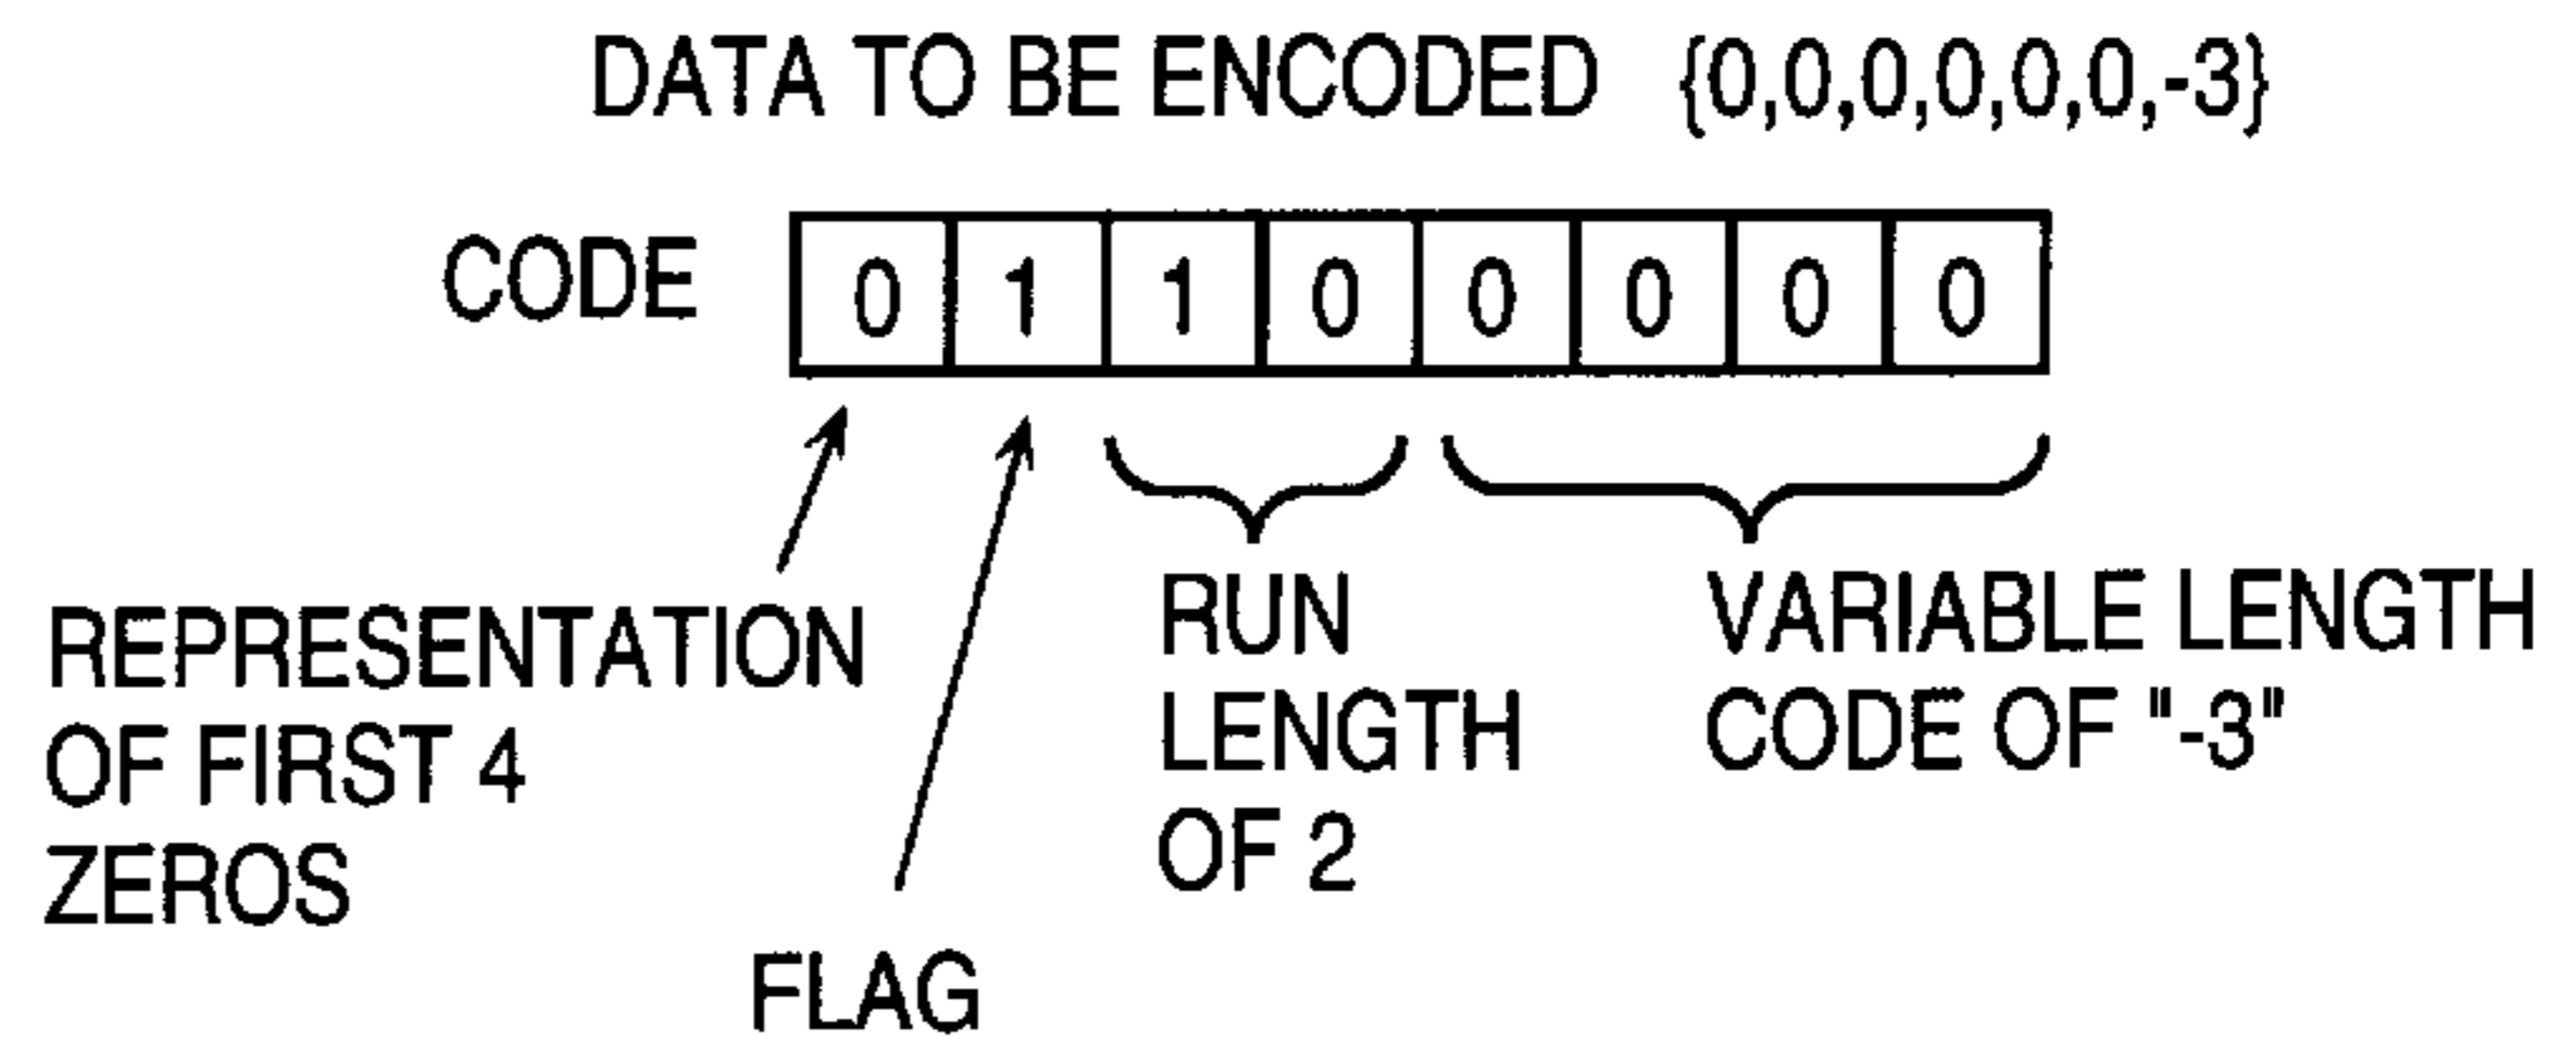 DATA TO BE ENCODED {0,0,0,0,0,0,-3}
CODE 0 1 1 0 0 0 0 0
REPRESENTATION
OF FIRST 4
ZEROS
FLAG
RUN
LENGTH
OF 2
VARIABLE LENGTH
CODE OF "-3"